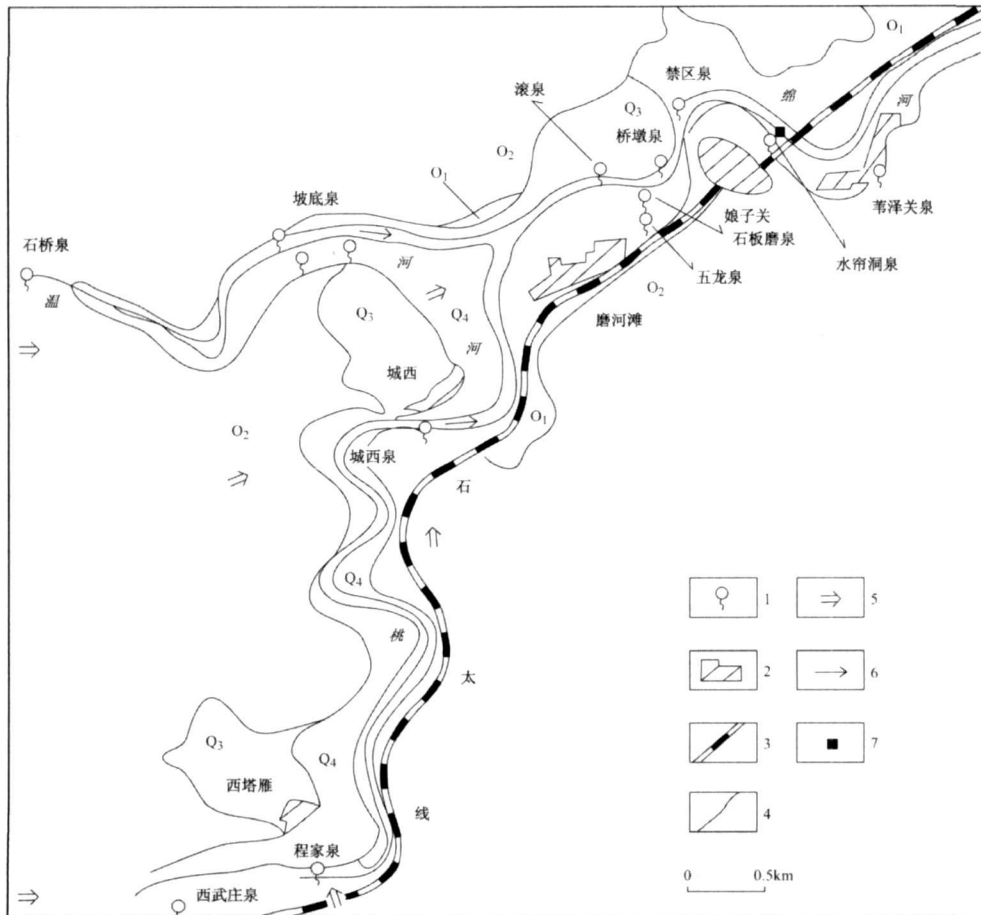 O₁
禁区泉
绵
滚泉
Q₃
河
桥墩泉
O₂
O₁
坡底泉
苇泽关泉
娘子关
石桥泉
石板磨泉
水帘洞泉
河
五龙泉
温
O₂
Q₃
Q₄
磨河滩
河
城西
O₁
O₂
城西泉
石
Q₄
桃
太
Q₃
Q₄
西塔雁
线
程家泉
西武庄泉
1
5
2
6
3
7
4
0 0.5km